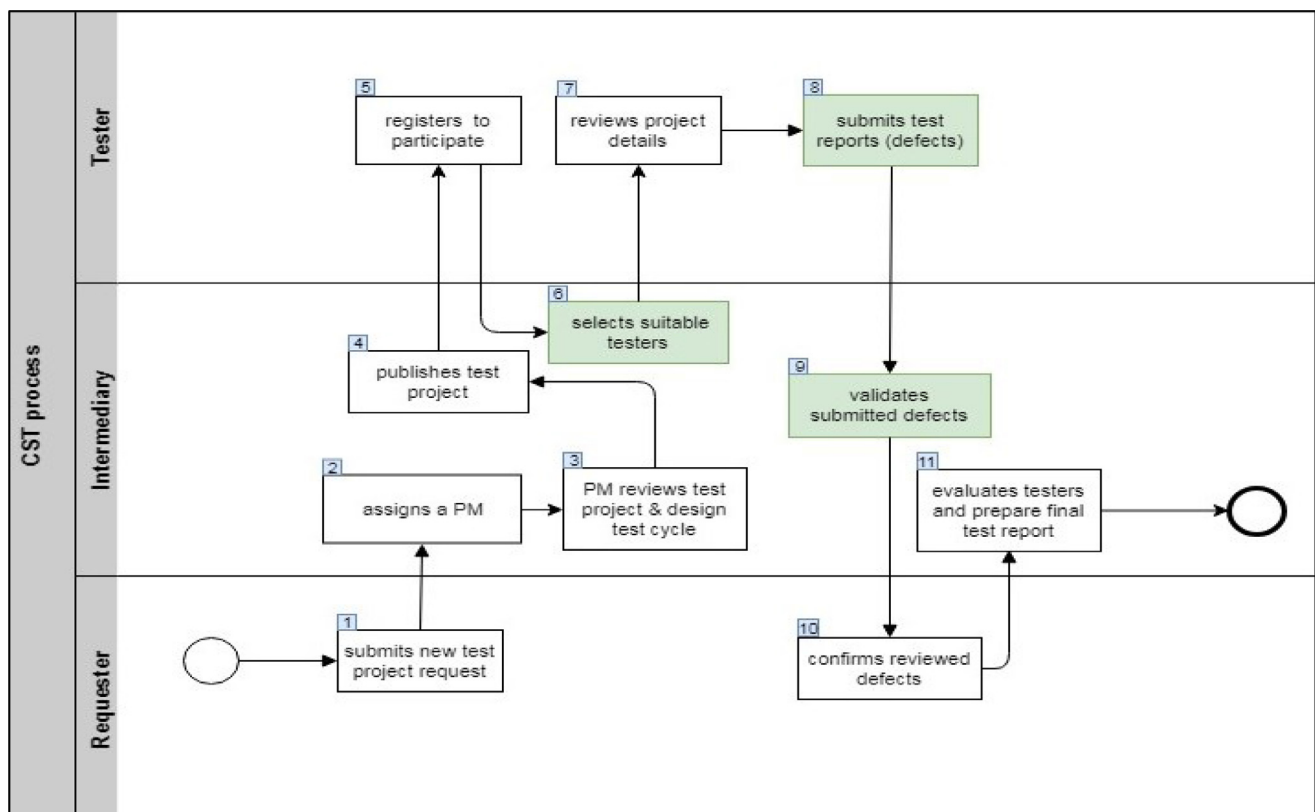 CST process
Tester
Intermediary
Requester
1
submits new test
project request
2
assigns a PM
3
PM reviews test
project & design
test cycle
4
publishes test
project
5
registers to
participate
6
selects suitable
testers
7
reviews project
details
8
submits test
reports (defects)
9
validates
submitted defects
10
confirms reviewed
defects
11
evaluates testers
and prepare final
test report